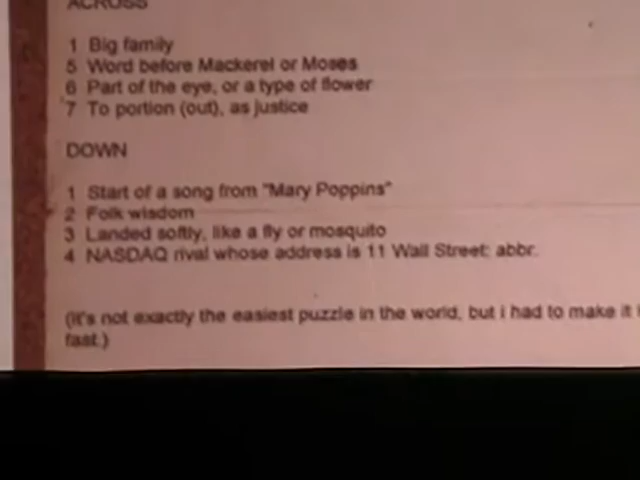 ACROSS
1 Big family
5 Word before Mackerel or Moses
6 Part of the eye, or a type of flower
7 To portion (out), as justice
DOWN
1 Start of a song from "Mary Poppins"
2 Folk wisdom
3 Landed softly, like a fly or mosquito
4 NASDAQ rival whose address is 11 Wall Street: abbr.
(it's not exactly the easiest puzzle in the world, but i had to make it
fast.)